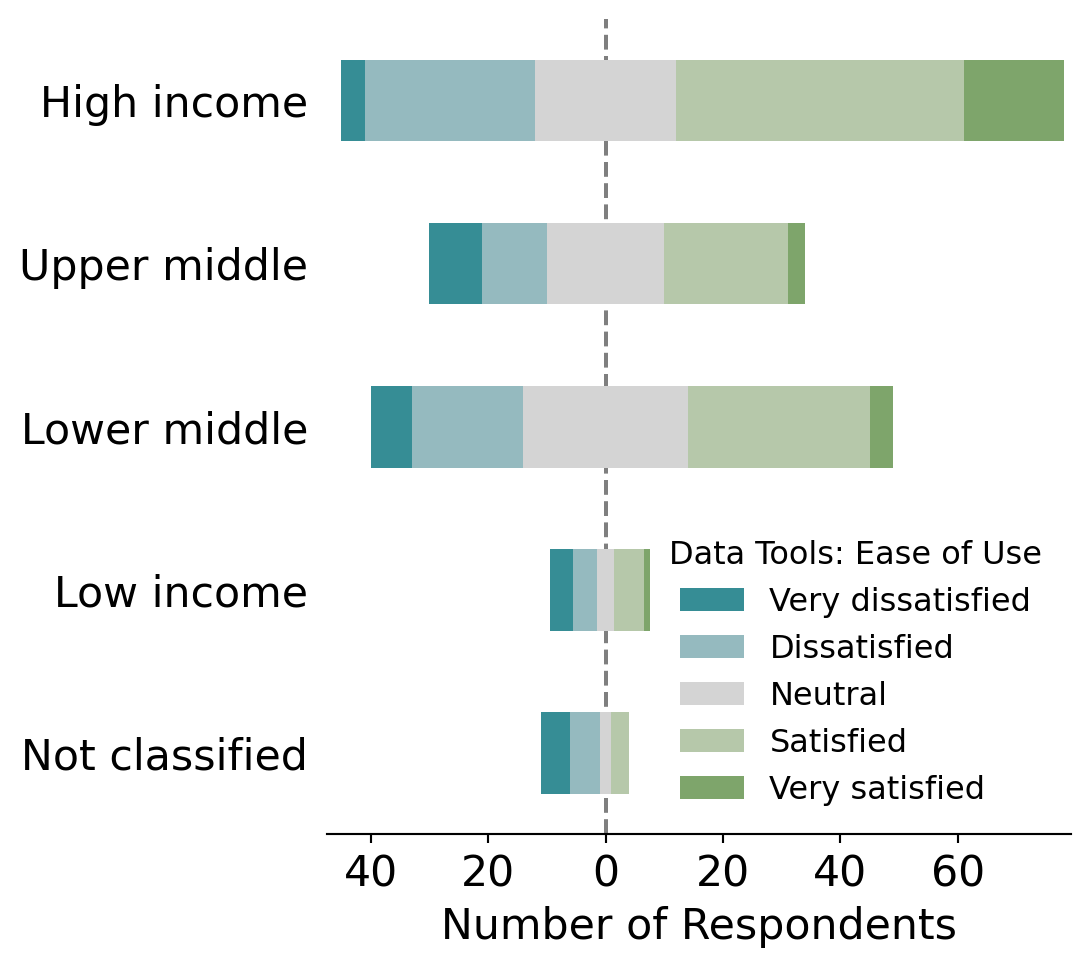 High income
Upper middle
Lower middle
Low income
Not classified
Data Tools: Ease of Use
Very dissatisfied
Dissatisfied
Neutral
Satisfied
Very satisfied
40 20 0 20 40 60
Number of Respondents